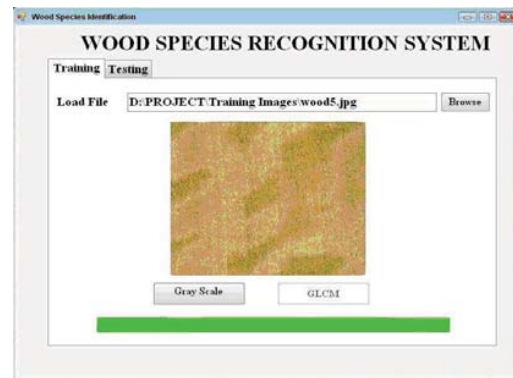 Wood Species Identification
WOOD SPECIES RECOGNITION SYSTEM
Training Testing
Load File D:\PROJECT\Training Images\wood5.jpg Browse
Gray Scale GLCM